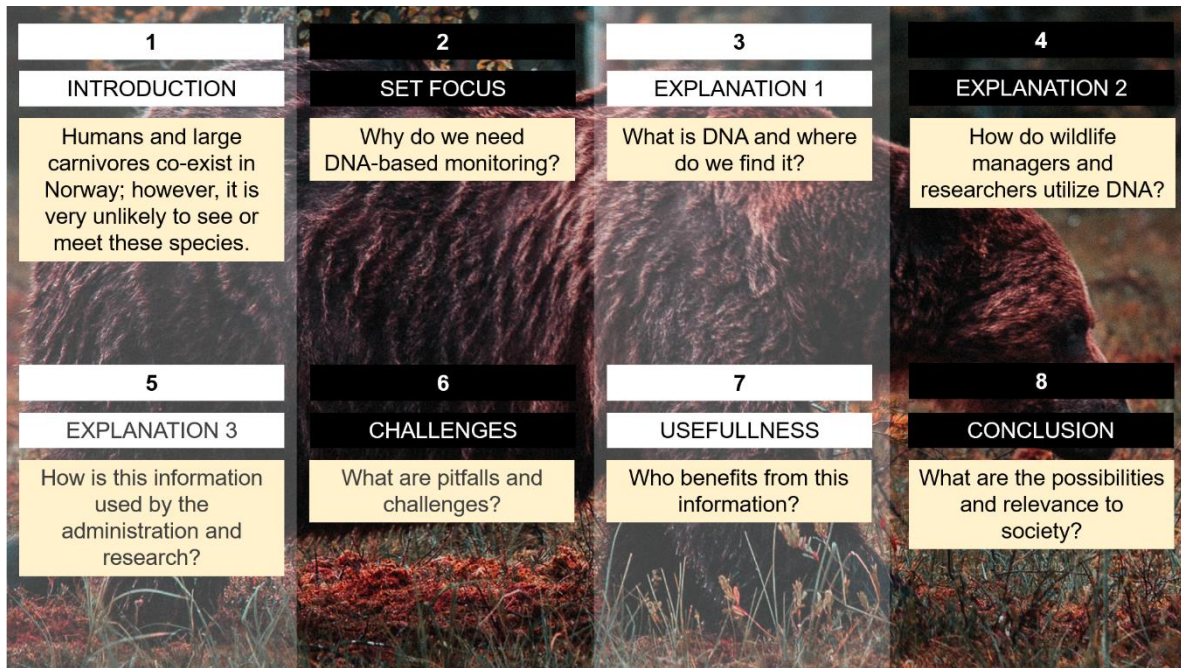 1
INTRODUCTION
Humans and large
carnivores co-exist in
Norway; however, it is
very unlikely to see or
meet these species.
2
SET FOCUS
Why do we need
DNA-based monitoring?
3
EXPLANATION 1
What is DNA and where
do we find it?
4
EXPLANATION 2
How do wildlife
managers and
researchers utilize DNA?
5
EXPLANATION 3
How is this information
used by the
administration and
research?
6
CHALLENGES
What are pitfalls and
challenges?
7
USEFULLNESS
Who benefits from this
information?
8
CONCLUSION
What are the possibilities
and relevance to
society?